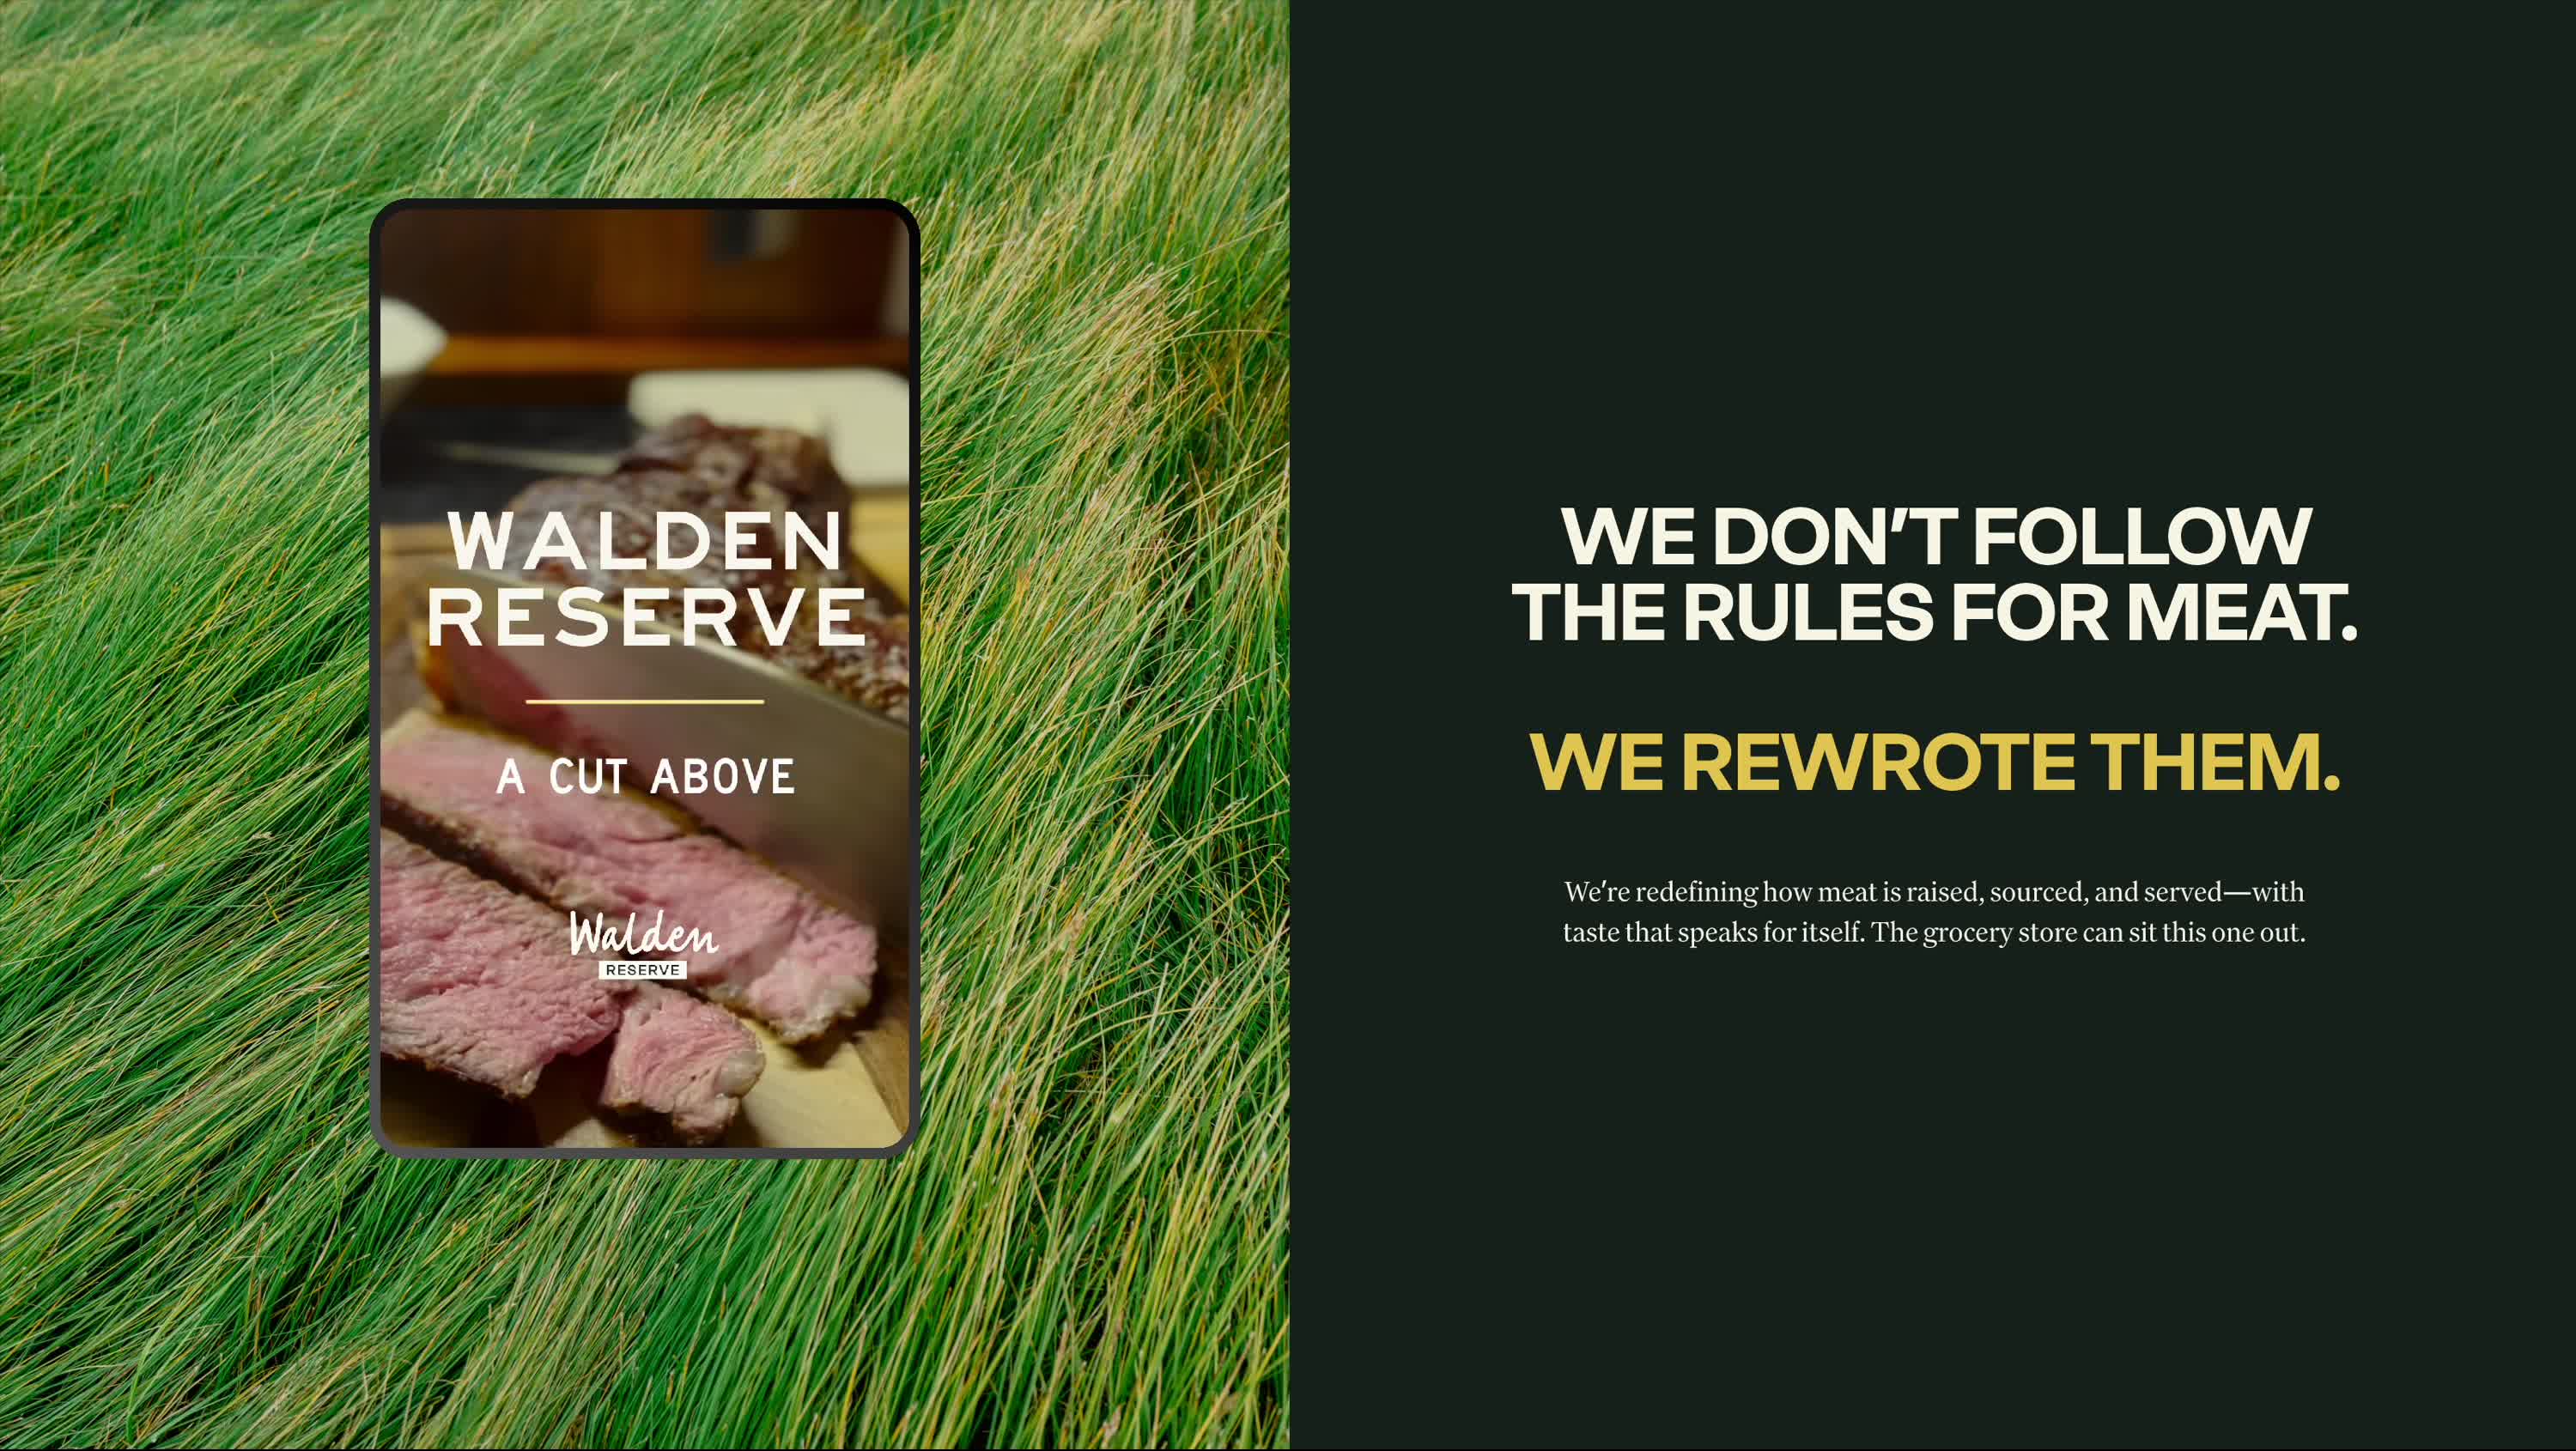 WALDEN
RESERVE
A CUT ABOVE
Walden
RESERVE
WE DON'T FOLLOW
THE RULES FOR MEAT.
WE REWROTE THEM.
We're redefining how meat is raised, sourced, and served—with
taste that speaks for itself. The grocery store can sit this one out.